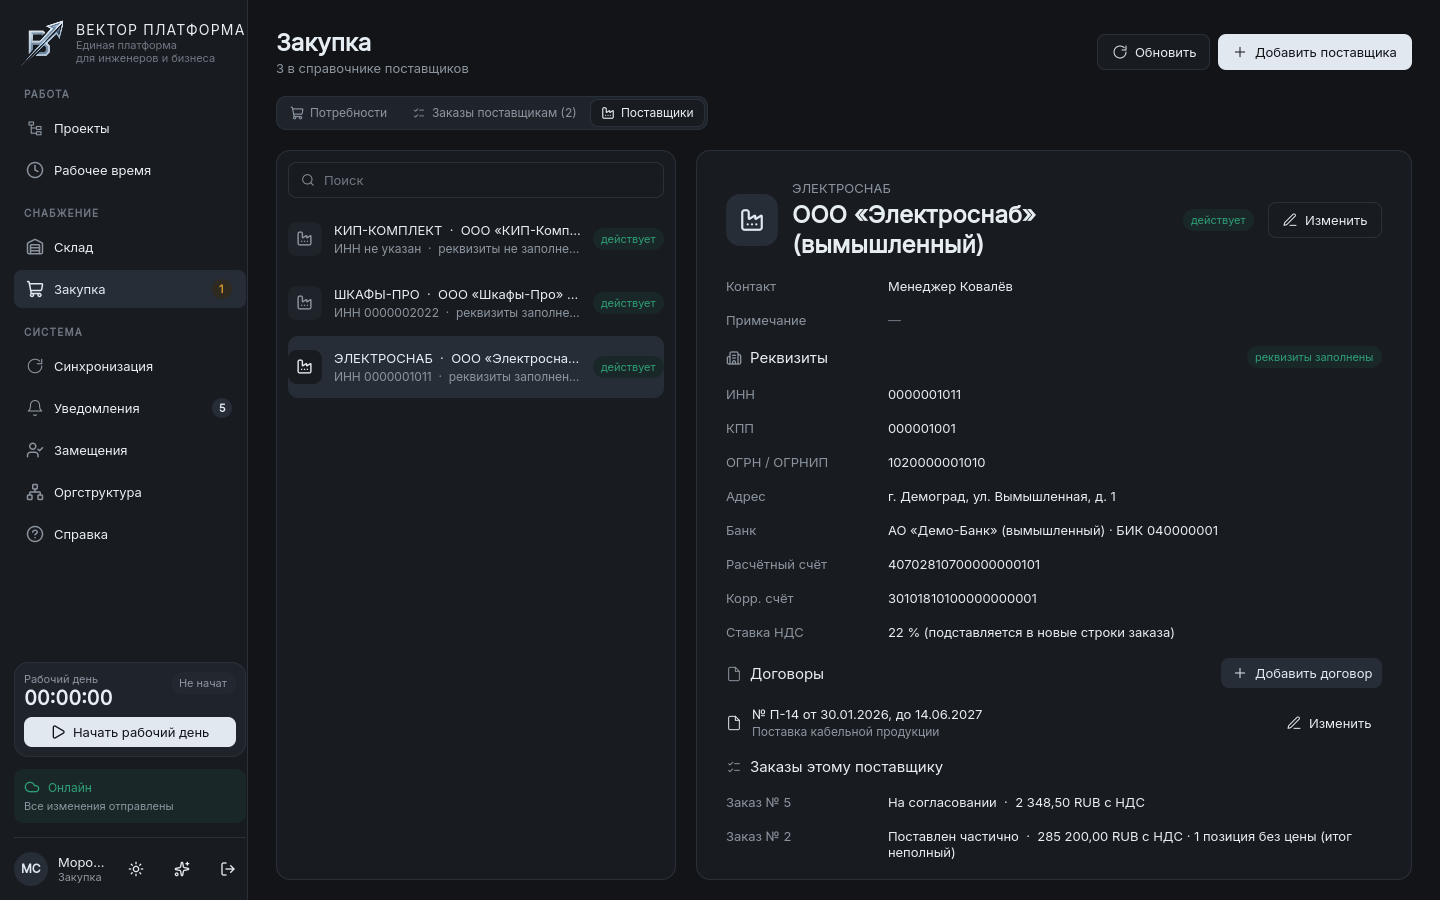 ВЕКТОР ПЛАТФОРМА
Единая платформа
для инженеров и бизнеса
РАБОТА
Проекты
Рабочее время
СНАБЖЕНИЕ
Склад
Закупка 1
СИСТЕМА
Синхронизация
Уведомления 5
Замещения
Оргструктура
Справка
Рабочий день
Не начат
00:00:00
Начать рабочий день
Онлайн
Все изменения отправлены
МС
Моро...
Закупка
Закупка
3 в справочнике поставщиков
Обновить
Добавить поставщика
Потребности
Заказы поставщикам (2)
Поставщики
Поиск
КИП-КОМПЛЕКТ · ООО «КИП-Комп...
ИНН не указан · реквизиты не заполне...
действует
ШКАФЫ-ПРО · ООО «Шкафы-Про» ...
ИНН 0000002022 · реквизиты заполне...
действует
ЭЛЕКТРОСНАБ · ООО «Электросна...
ИНН 0000001011 · реквизиты заполнен...
действует
ЭЛЕКТРОСНАБ
ООО «Электроснаб»
(вымышленный)
действует
Изменить
Контакт Менеджер Ковалёв
Примечание —
Реквизиты
реквизиты заполнены
ИНН 0000001011
КПП 000001001
ОГРН / ОГРНИП 1020000001010
Адрес г. Демоград, ул. Вымышленная, д. 1
Банк АО «Демо-Банк» (вымышленный) · БИК 040000001
Расчётный счёт 40702810700000000101
Корр. счёт 30101810100000000001
Ставка НДС 22 % (подставляется в новые строки заказа)
Договоры
Добавить договор
№ П-14 от 30.01.2026, до 14.06.2027
Поставка кабельной продукции
Изменить
Заказы этому поставщику
Заказ № 5 На согласовании · 2 348,50 RUB с НДС
Заказ № 2 Поставлен частично · 285 200,00 RUB с НДС · 1 позиция без цены (итог
неполный)